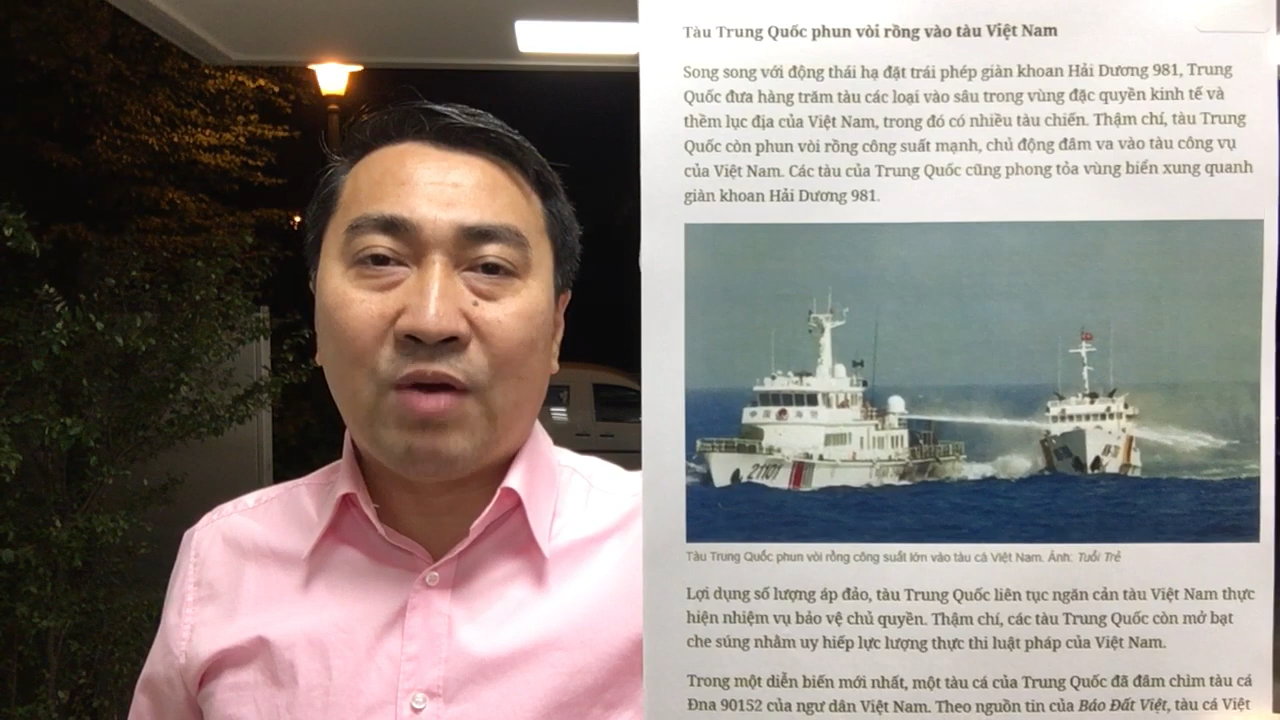 Tàu Trung Quốc phun vòi rồng vào tàu Việt Nam
Song song với động thái hạ đặt trái phép giàn khoan Hải Dương 981, Trung
Quốc đưa hàng trăm tàu các loại vào sâu trong vùng đặc quyền kinh tế và
thềm lục địa của Việt Nam, trong đó có nhiều tàu chiến. Thậm chí, tàu Trung
Quốc còn phun vòi rồng công suất mạnh, chủ động đâm va vào tàu công vụ
của Việt Nam. Các tàu của Trung Quốc cũng phong tỏa vùng biển xung quanh
giàn khoan Hải Dương 981.
21101
Tàu Trung Quốc phun vòi rồng công suất lớn vào tàu cá Việt Nam. Ảnh: Tuổi Trẻ
Lợi dụng số lượng áp đảo, tàu Trung Quốc liên tục ngăn cản tàu Việt Nam thực
hiện nhiệm vụ bảo vệ chủ quyền. Thậm chí, các tàu Trung Quốc còn mở bạt
che súng nhằm uy hiếp lực lượng thực thi luật pháp của Việt Nam.
Trong một diễn biến mới nhất, một tàu cá của Trung Quốc đã đâm chìm tàu cá
Đna 90152 của ngư dân Việt Nam. Theo nguồn tin của Báo Đất Việt, tàu cá Việt